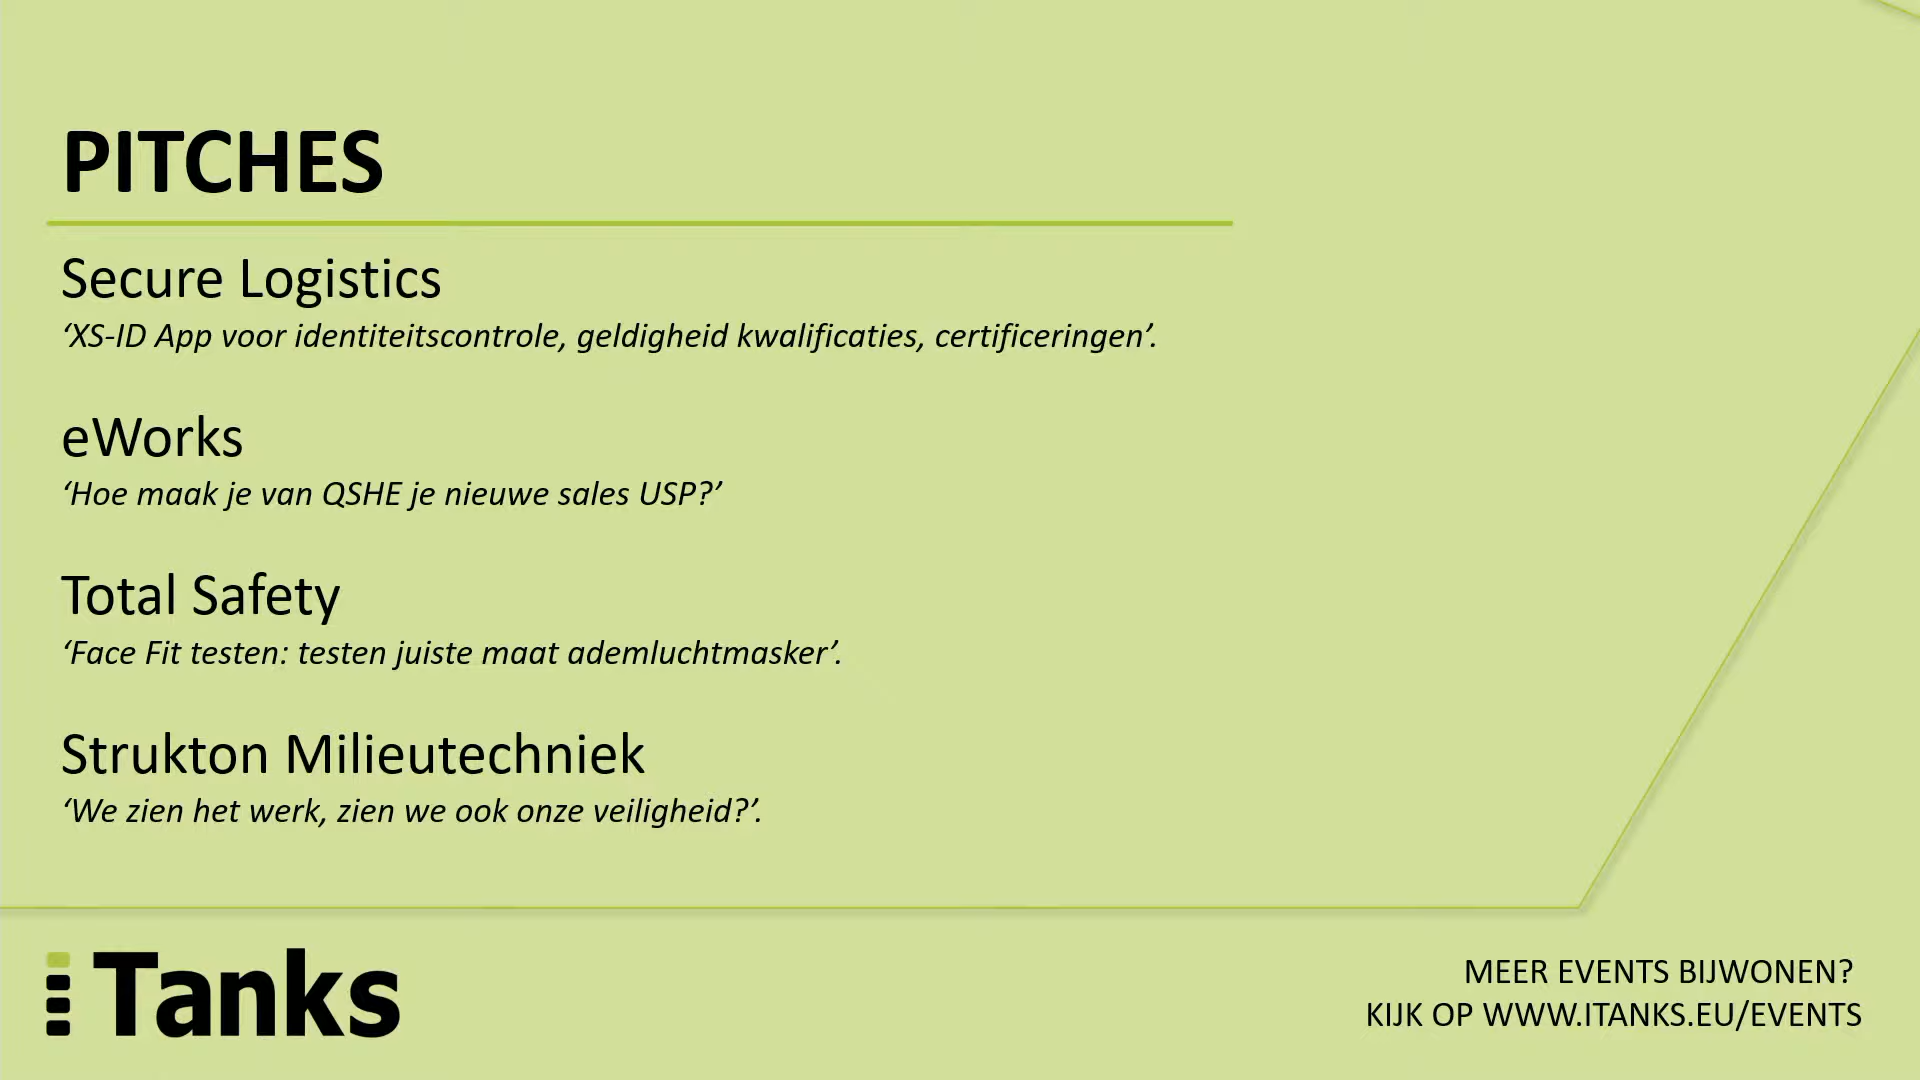 PITCHES
Secure Logistics
‘XS-ID App voor identiteitscontrole, geldigheid kwalificaties, certificeringen’.
eWorks
‘Hoe maak je van QSHE je nieuwe sales USP?’
Total Safety
‘Face Fit testen: testen juiste maat ademluchtmasker’.
Strukton Milieutechniek
‘We zien het werk, zien we ook onze veiligheid?’.
iTanks
MEER EVENTS BIJWONEN?
KIJK OP WWW.ITANKS.EU/EVENTS